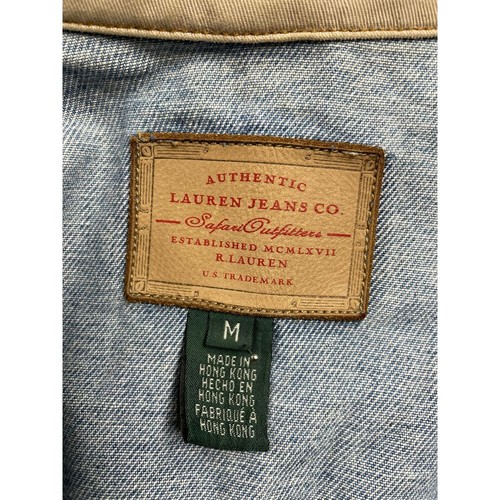 AUTHENTIC
LAUREN JEANS CO.
Safari Outfitters
ESTABLISHED MCMLXVII
R.LAUREN
U.S. TRADEMARK
M
MADE IN
HONG KONG
HECHO EN
HONG KONG
FABRIQUÉ À
HONG KONG